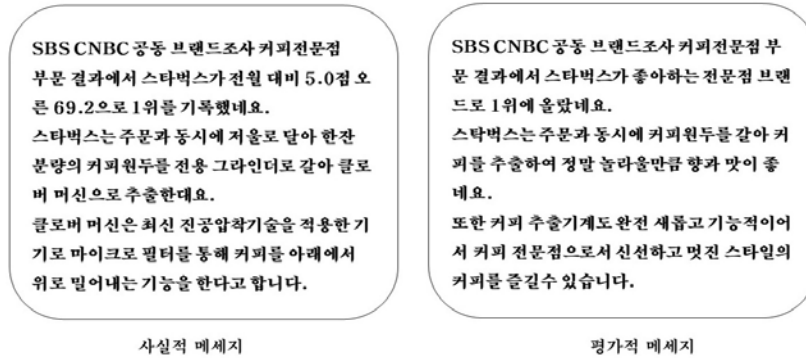 SBS CNBC 공동 브랜드조사 커피전문점
부문 결과에서 스타벅스가 전월 대비 5.0점 오
른 69.2으로 1위를 기록했네요.
스타벅스는 주문과 동시에 저울로 달아 한잔
분량의 커피원두를 전용 그라인더로 갈아 클로
버 머신으로 추출한대요.
클로버 머신은 최신 진공압착기술을 적용한 기
기로 마이크로 필터를 통해 커피를 아래에서
위로 밀어내는 기능을 한다고 합니다.
사실적 메세지
SBS CNBC 공동 브랜드조사 커피전문점 부
문 결과에서 스타벅스가 좋아하는 전문점 브랜
드로 1위에 올랐네요.
스탁벅스는 주문과 동시에 커피원두를 갈아 커
피를 추출하여 정말 놀라울만큼 향과 맛이 좋
네요.
또한 커피 추출기계도 완전 새롭고 기능적이어
서 커피 전문점으로서 신선하고 멋진 스타일의
커피를 즐길수 있습니다.
평가적 메세지